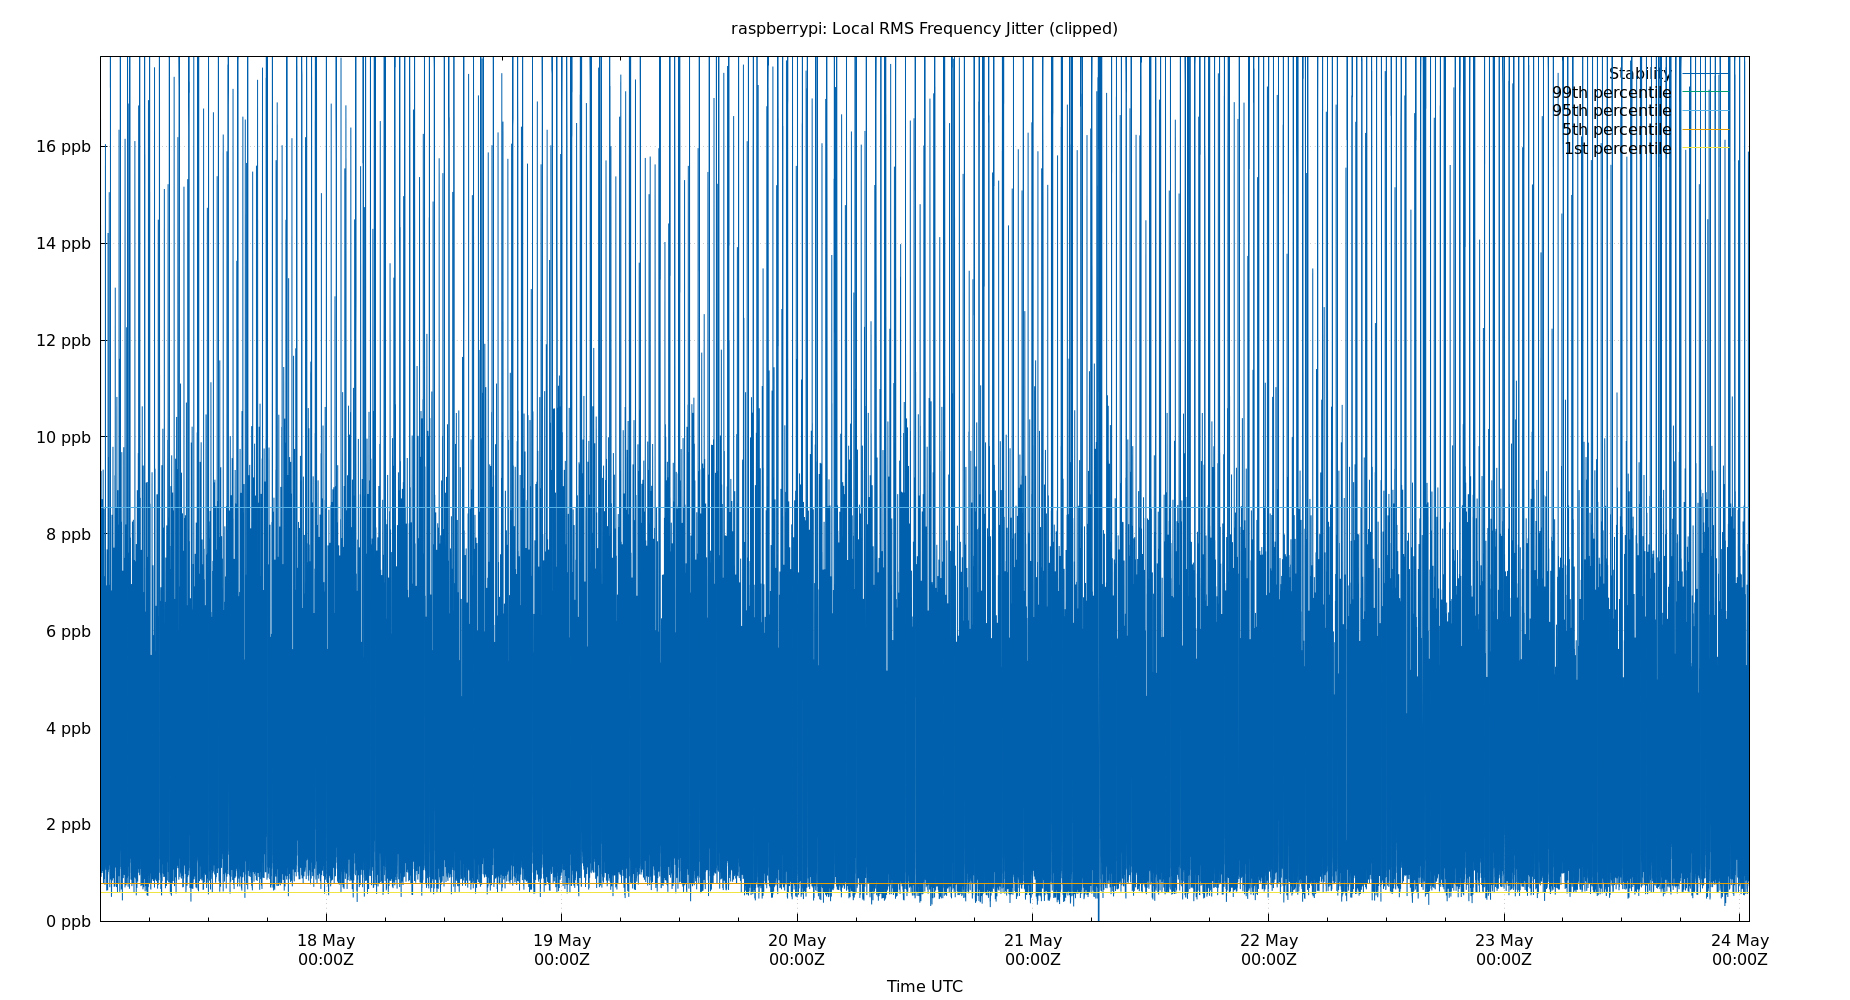 raspberrypi: Local RMS Frequency Jitter (clipped)
Stability
99th percentile
95th percentile
5th percentile
1st percentile
16 ppb
14 ppb
12 ppb
10 ppb
8 ppb
6 ppb
4 ppb
2 ppb
0 ppb
18 May 19 May 20 May 21 May 22 May 23 May 24 May
00:00Z 00:00Z 00:00Z 00:00Z 00:00Z 00:00Z 00:00Z
Time UTC